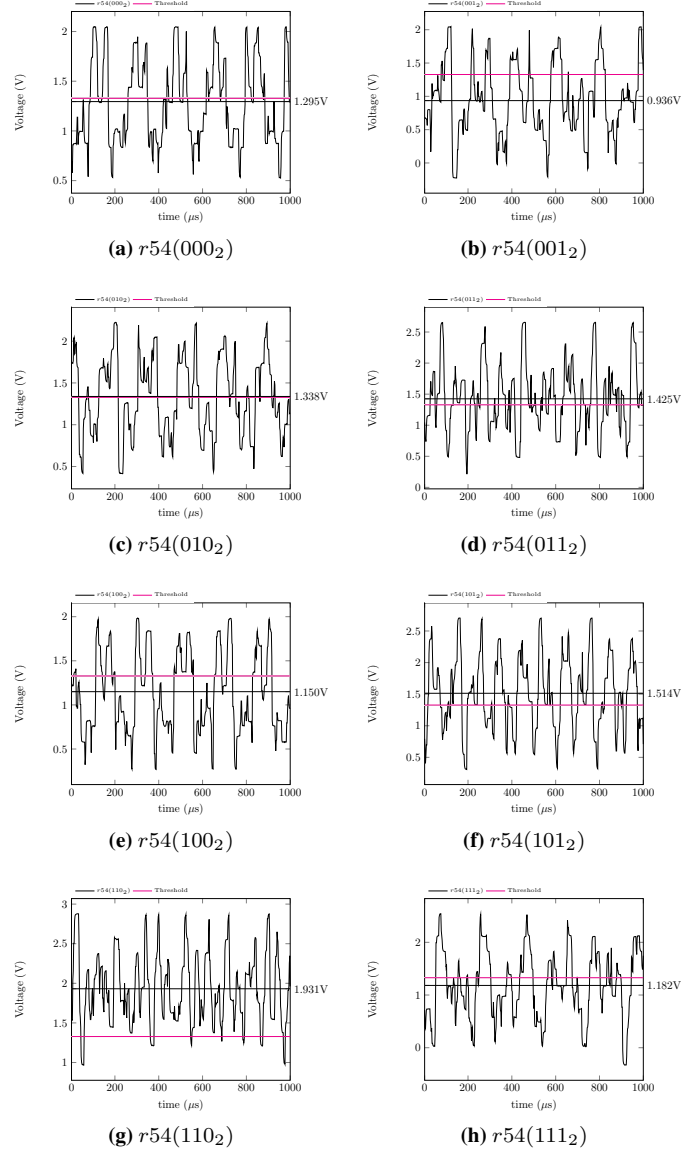 r54(000₂) Threshold
Voltage (V)
2
1.5
1
0.5
1.295V
0 200 400 600 800 1000
time (μs)
(a) r54(000₂)
r54(001₂) Threshold
Voltage (V)
2
1.5
1
0.5
0
0.936V
0 200 400 600 800 1000
time (μs)
(b) r54(001₂)
r54(010₂) Threshold
Voltage (V)
2
1.5
1
0.5
1.338V
0 200 400 600 800 1000
time (μs)
(c) r54(010₂)
r54(011₂) Threshold
Voltage (V)
2.5
2
1.5
1
0.5
0
1.425V
0 200 400 600 800 1000
time (μs)
(d) r54(011₂)
r54(100₂) Threshold
Voltage (V)
2
1.5
1
0.5
1.150V
0 200 400 600 800 1000
time (μs)
(e) r54(100₂)
r54(101₂) Threshold
Voltage (V)
2.5
2
1.5
1
0.5
1.514V
0 200 400 600 800 1000
time (μs)
(f) r54(101₂)
r54(110₂) Threshold
Voltage (V)
3
2.5
2
1.5
1
1.931V
0 200 400 600 800 1000
time (μs)
(g) r54(110₂)
r54(111₂) Threshold
Voltage (V)
2
1
0
1.182V
0 200 400 600 800 1000
time (μs)
(h) r54(111₂)